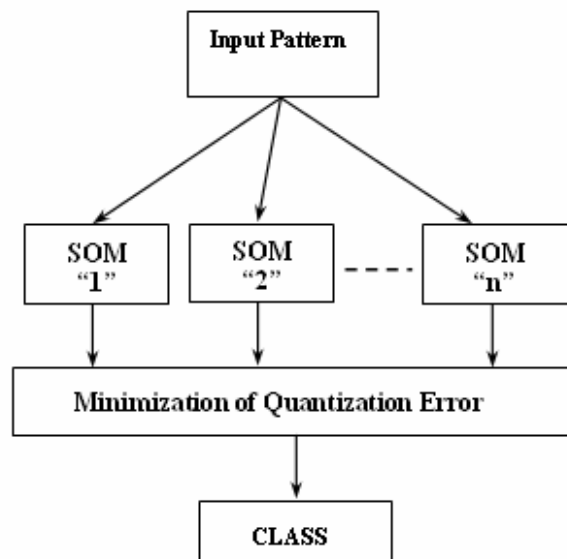 Input Pattern
SOM
“1”
SOM
“2”
SOM
“n”
Minimization of Quantization Error
CLASS